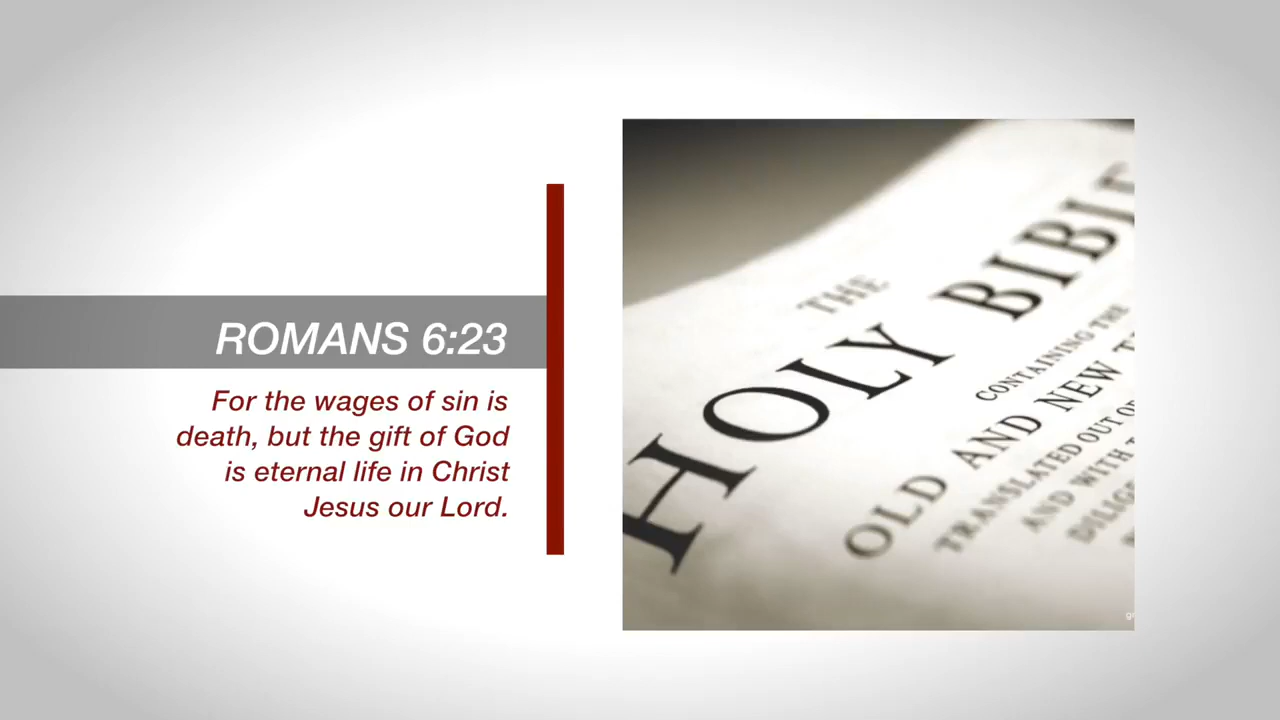 ROMANS 6:23
For the wages of sin is
death, but the gift of God
is eternal life in Christ
Jesus our Lord.
THE
HOLY BIBLE
CONTAINING THE
OLD AND NEW
TRANSLATED OUT OF
AND WITH